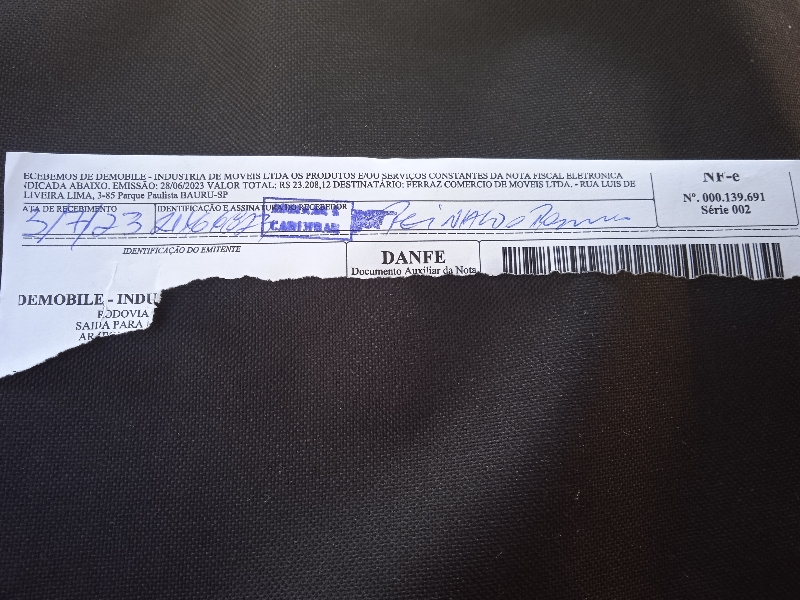 ECEBEMOS DE DEMOBILE - INDUSTRIA DE MOVEIS LTDA OS PRODUTOS E/OU SERVIÇOS CONSTANTES DA NOTA FISCAL ELETRONICA
NDICADA ABAIXO. EMISSÃO: 28/06/2023 VALOR TOTAL: R$ 23.208,12 DESTINATÁRIO: FERRAZ COMERCIO DE MOVEIS LTDA. - RUA LUIS DE
LIVEIRA LIMA, 3-85 Parque Paulista BAURU-SP
NF-e
Nº. 000.139.691
Série 002
ATA DE RECEBIMENTO
IDENTIFICAÇÃO E ASSINATURA DO RECEBEDOR
3/7/23
CARIMBAR
REINALDO
IDENTIFICAÇÃO DO EMITENTE
DEMOBILE - INDU
RODOVIA
SAIDA PARA
DANFE
Documento Auxiliar da Nota